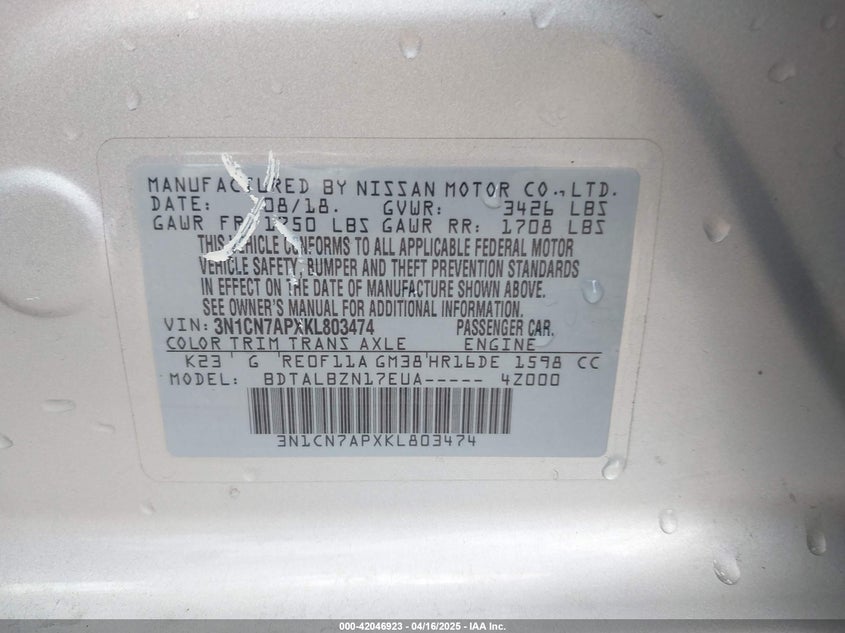 MANUFACTURED BY NISSAN MOTOR CO.,LTD.
DATE: 08/18. GVWR: 3426 LBS
GAWR FR: 1750 LBS GAWR RR: 1708 LBS
THIS VEHICLE CONFORMS TO ALL APPLICABLE FEDERAL MOTOR
VEHICLE SAFETY, BUMPER AND THEFT PREVENTION STANDARDS
IN EFFECT ON THE DATE OF MANUFACTURE SHOWN ABOVE.
SEE OWNER'S MANUAL FOR ADDITIONAL INFORMATION.
VIN: 3N1CN7APXKL803474 PASSENGER CAR.
COLOR TRIM TRANS AXLE ENGINE
K23 G RE0F11A GM38 HR16DE 1598 CC
MODEL: BDTALBZN17EUA----- 4Z000
3N1CN7APXKL803474
000-42046923 - 04/16/2025 - IAA Inc.